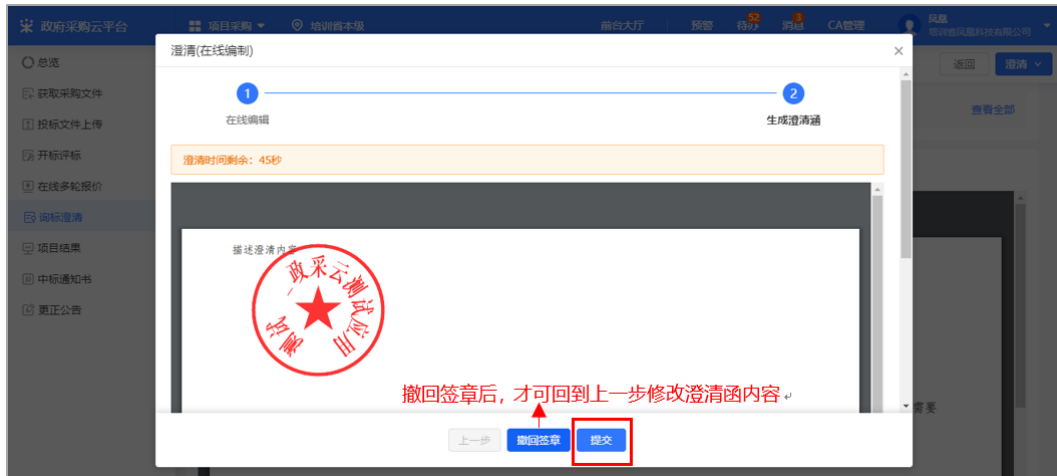 政府采购云平台
项目采购
培训省本级
前台大厅
预警
待办
52
消息
3
CA管理
凤凰
培训省凤凰科技有限公司
总览
获取采购文件
投标文件上传
开标评标
在线多轮报价
询标澄清
项目结果
中标通知书
更正公告
返回
澄清
查看全部
澄清(在线编制)
1
在线编辑
2
生成澄清函
澄清时间剩余：45秒
描述澄清内容
政采云测试应用
测试
撤回签章后，才可回到上一步修改澄清函内容
需要
上一步
撤回签章
提交